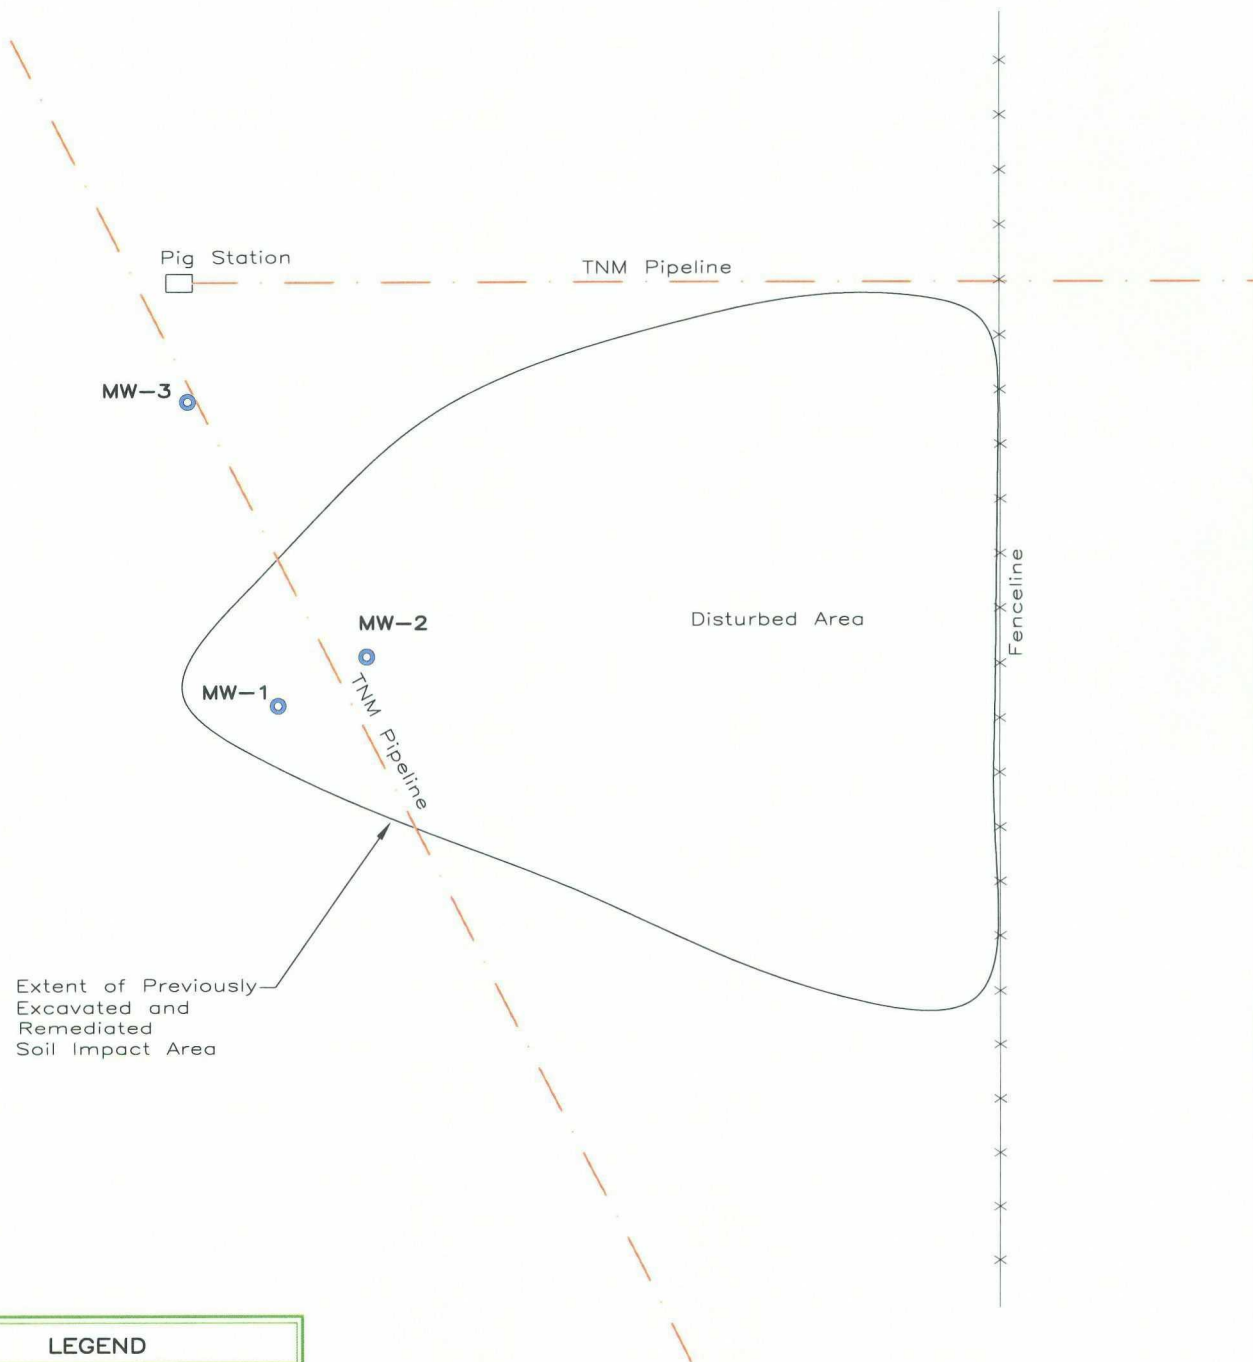 Pig Station
TNM Pipeline
MW-3
Fenceline
Disturbed Area
MW-2
MW-1
TNM Pipeline
Extent of Previously
Excavated and
Remediated
Soil Impact Area
LEGEND